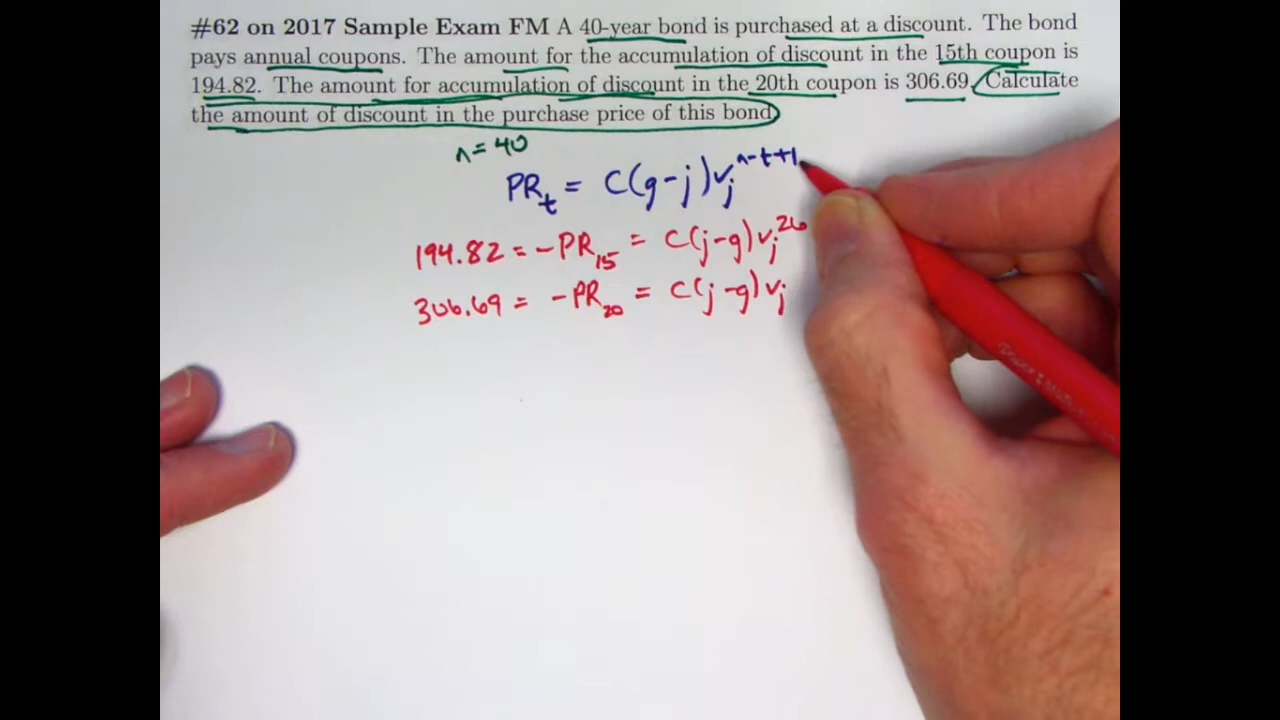 #62 on 2017 Sample Exam FM A 40-year bond is purchased at a discount. The bond
pays annual coupons. The amount for the accumulation of discount in the 15th coupon is
194.82. The amount for accumulation of discount in the 20th coupon is 306.69. Calculate
the amount of discount in the purchase price of this bond.
n = 40
PR_t = C(g-j)v_j^{n-t+1}
194.82 = -PR_15 = C(j-g)v_j^{26}
306.69 = -PR_20 = C(j-g)v_j